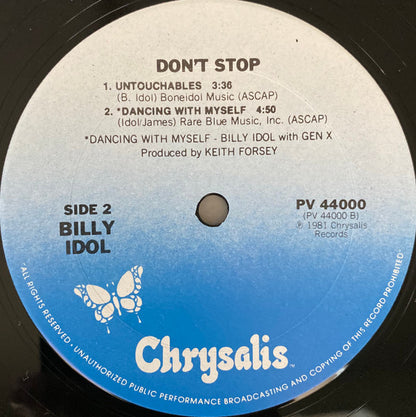 DON'T STOP
1. UNTOUCHABLES 3:36
(B. Idol) Boneidol Music (ASCAP)
2. *DANCING WITH MYSELF 4:50
(Idol/James) Rare Blue Music, Inc. (ASCAP)
*DANCING WITH MYSELF - BILLY IDOL with GEN X
Produced by KEITH FORSEY
SIDE 2
BILLY
IDOL
PV 44000
(PV 44000 B)
℗ 1981 Chrysalis
Records
Chrysalis™
"ALL RIGHTS RESERVED • UNAUTHORIZED PUBLIC PERFORMANCE BROADCASTING AND COPYING OF THIS RECORD PROHIBITED"